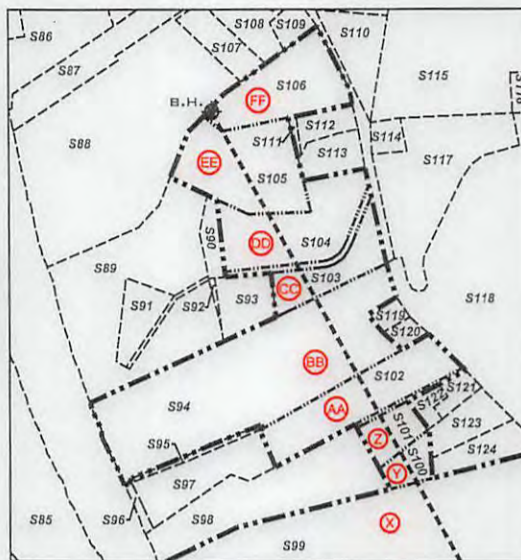 S108
S109
S86
S107
S110
S87
S106
S115
S116
FF
B.H.
S112
S114
S88
S111
S113
S117
EE
S105
S90
DD
S104
S89
S103
S91
S92
S93
CC
S118
S119
S120
BB
S102
S94
S121
AA
S122
S101
S123
Z
S95
S100
S124
S97
Y
S96
S98
S85
X
S99